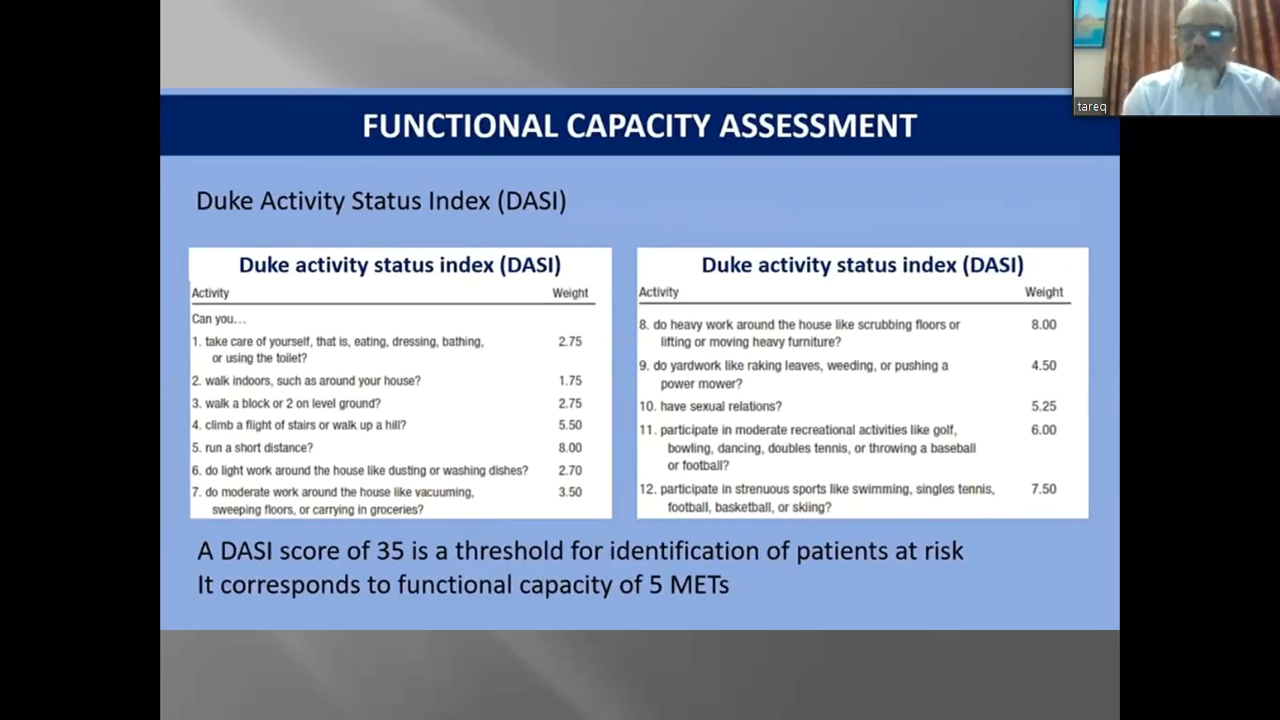 tareq
FUNCTIONAL CAPACITY ASSESSMENT
Duke Activity Status Index (DASI)
Duke activity status index (DASI)
Activity Weight
Can you...
1. take care of yourself, that is, eating, dressing, bathing, 2.75
or using the toilet?
2. walk indoors, such as around your house? 1.75
3. walk a block or 2 on level ground? 2.75
4. climb a flight of stairs or walk up a hill? 5.50
5. run a short distance? 8.00
6. do light work around the house like dusting or washing dishes? 2.70
7. do moderate work around the house like vacuuming, 3.50
sweeping floors, or carrying in groceries?
Duke activity status index (DASI)
Activity Weight
8. do heavy work around the house like scrubbing floors or 8.00
lifting or moving heavy furniture?
9. do yardwork like raking leaves, weeding, or pushing a 4.50
power mower?
10. have sexual relations? 5.25
11. participate in moderate recreational activities like golf, 6.00
bowling, dancing, doubles tennis, or throwing a baseball
or football?
12. participate in strenuous sports like swimming, singles tennis, 7.50
football, basketball, or skiing?
A DASI score of 35 is a threshold for identification of patients at risk
It corresponds to functional capacity of 5 METs